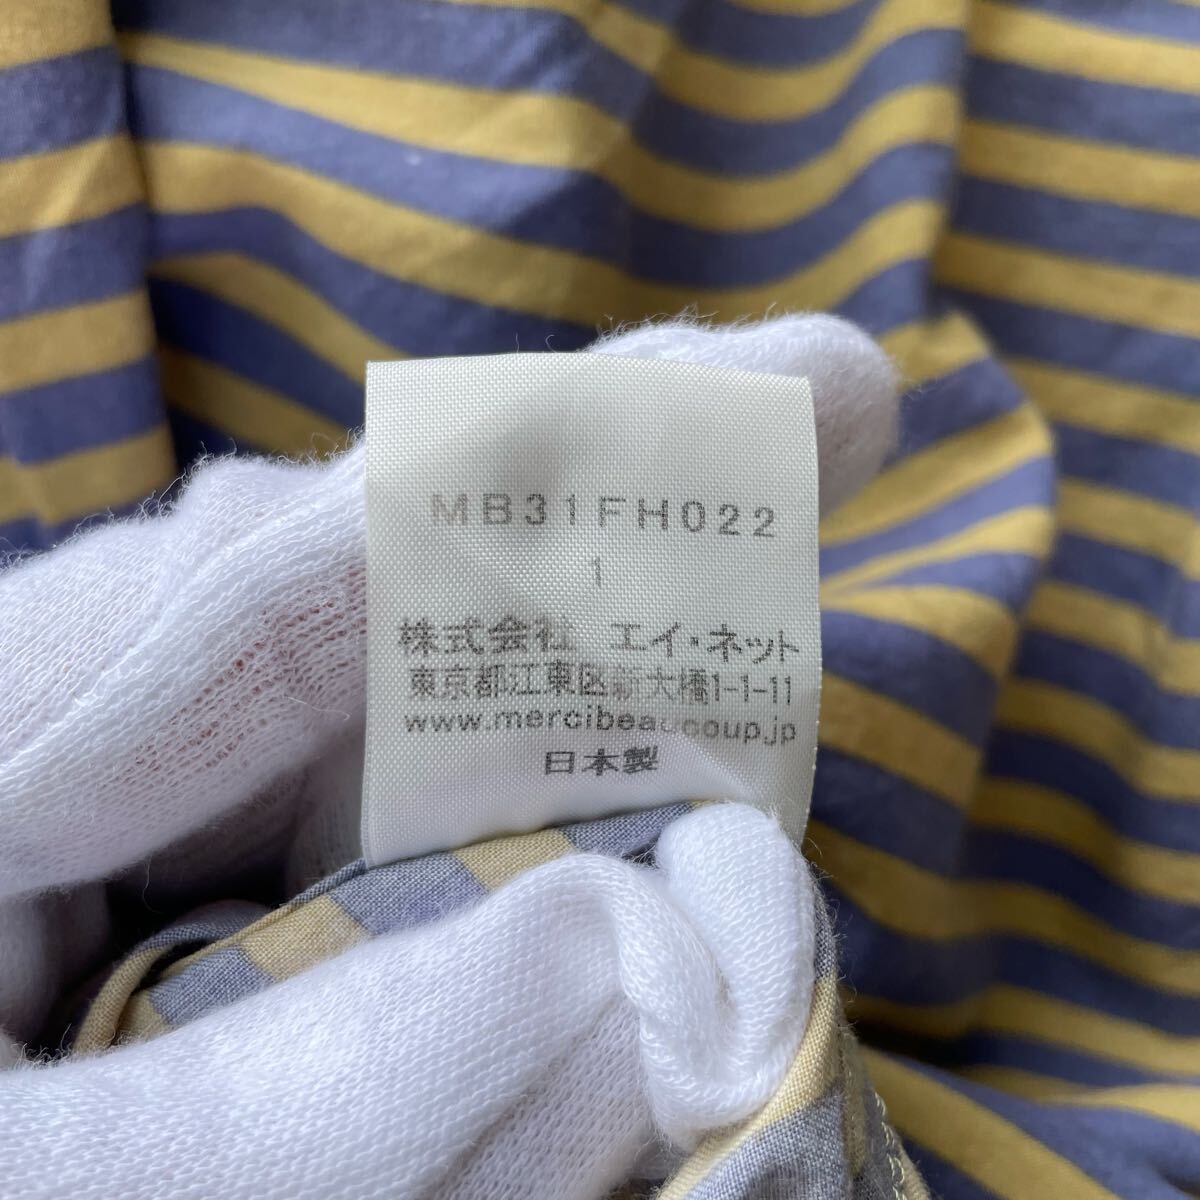 MB31FH022
1
株式会社 エイ・ネット
東京都江東区新大橋1-1-11
www.mercibeaucoup.jp
日本製